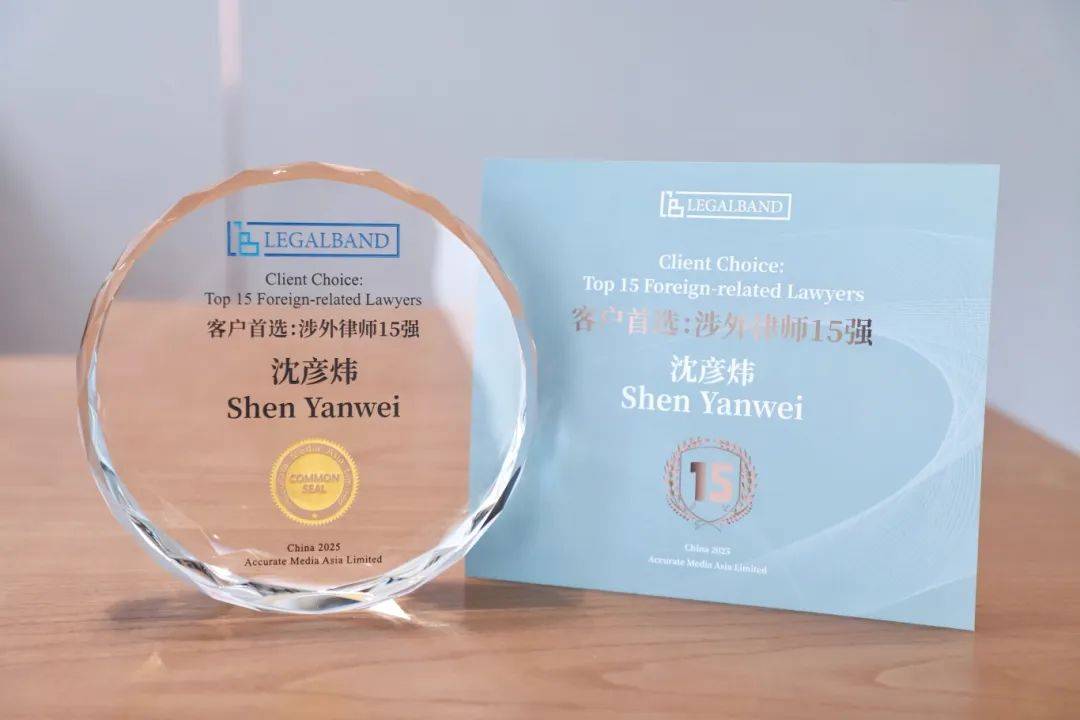 LEGALBAND
Client Choice:
Top 15 Foreign-related Lawyers
客户首选:涉外律师15强
沈彦炜
Shen Yanwei
COMMON
SEAL
China 2025
Accurate Media Asia Limited
LEGALBAND
Client Choice:
Top 15 Foreign-related Lawyers
客户首选:涉外律师15强
沈彦炜
Shen Yanwei
15
China 2025
Accurate Media Asia Limited